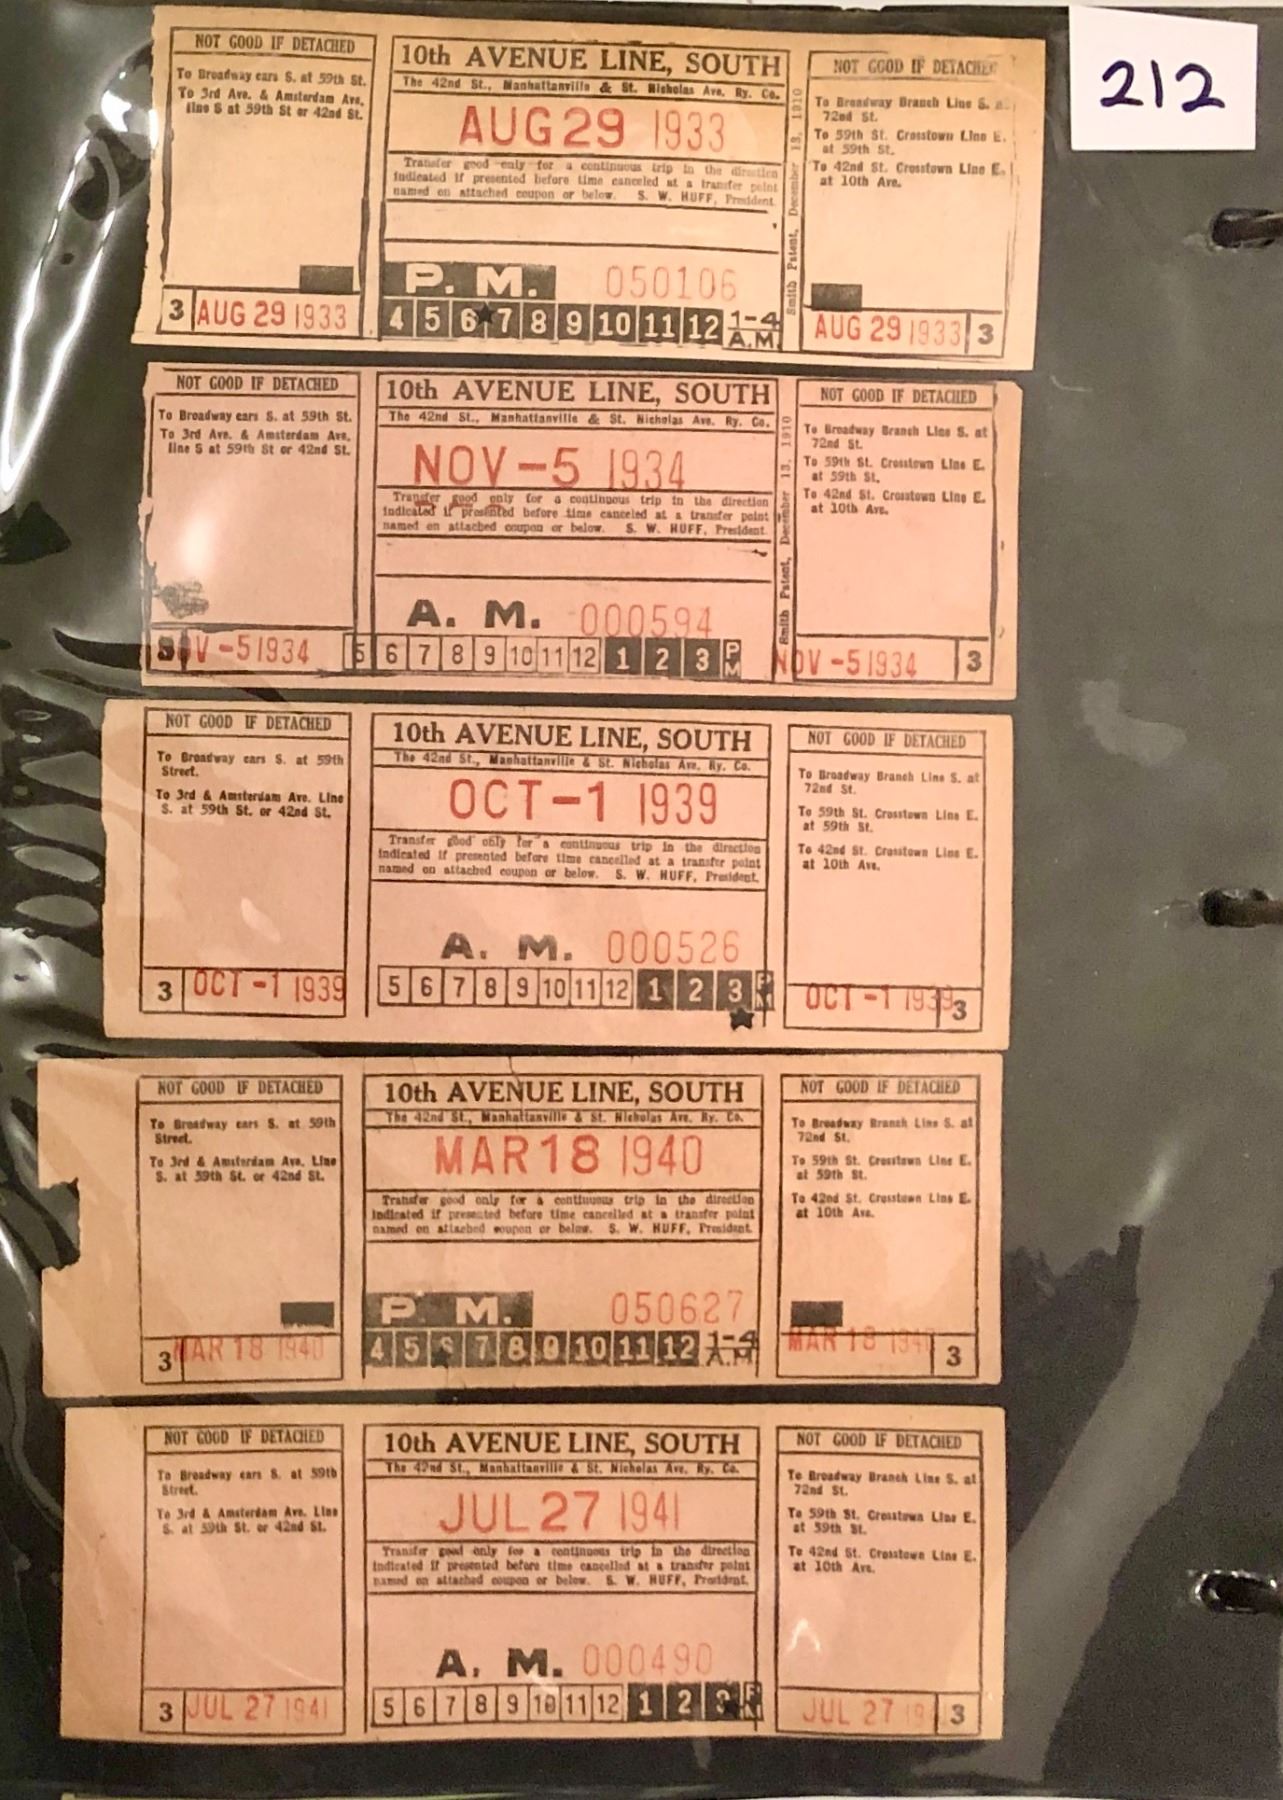 212
NOT GOOD IF DETACHED
To Broadway cars S. at 59th St.
To 3rd Ave. & Amsterdam Ave,
line S at 59th St or 42nd St.
3 AUG 29 1933
10th AVENUE LINE, SOUTH
The 42nd St., Manhattanville & St. Nicholas Ave. Ry. Co.
AUG 29 1933
Transfer good only for a continuous trip in the direction
indicated if presented before time canceled at a transfer point
named on attached coupon or below. S. W. HUFF, President.
P. M. 050106
4 5 6 7 8 9 10 11 12 1-4 A.M.
Smith Patent, December 13, 1910
NOT GOOD IF DETACHED
To Broadway Branch Line S. at
72nd St.
To 59th St. Crosstown Line E.
at 59th St.
To 42nd St. Crosstown Line E.
at 10th Ave.
AUG 29 1933 3
NOT GOOD IF DETACHED
To Broadway cars S. at 59th St.
To 3rd Ave. & Amsterdam Ave,
line S at 59th St or 42nd St.
3 NOV -5 1934
10th AVENUE LINE, SOUTH
The 42nd St., Manhattanville & St. Nicholas Ave. Ry. Co.
NOV -5 1934
Transfer good only for a continuous trip in the direction
indicated if presented before time canceled at a transfer point
named on attached coupon or below. S. W. HUFF, President.
A. M. 000594
5 6 7 8 9 10 11 12 1 2 3 PM
Smith Patent, December 13, 1910
NOT GOOD IF DETACHED
To Broadway Branch Line S. at
72nd St.
To 59th St. Crosstown Line E.
at 59th St.
To 42nd St. Crosstown Line E.
at 10th Ave.
NOV -5 1934 3
NOT GOOD IF DETACHED
To Broadway cars S. at 59th
Street.
To 3rd & Amsterdam Ave. Line
S. at 59th St. or 42nd St.
3 OCT -1 1939
10th AVENUE LINE, SOUTH
The 42nd St., Manhattanville & St. Nicholas Ave. Ry. Co.
OCT -1 1939
Transfer good only for a continuous trip in the direction
indicated if presented before time cancelled at a transfer point
named on attached coupon or below. S. W. HUFF, President.
A. M. 000526
5 6 7 8 9 10 11 12 1 2 3 PM
NOT GOOD IF DETACHED
To Broadway Branch Line S. at
72nd St.
To 59th St. Crosstown Line E.
at 59th St.
To 42nd St. Crosstown Line E.
at 10th Ave.
OCT -1 1939 3
NOT GOOD IF DETACHED
To Broadway cars S. at 59th
Street.
To 3rd & Amsterdam Ave. Line
S. at 59th St. or 42nd St.
3 MAR 18 1940
10th AVENUE LINE, SOUTH
The 42nd St., Manhattanville & St. Nicholas Ave. Ry. Co.
MAR 18 1940
Transfer good only for a continuous trip in the direction
indicated if presented before time cancelled at a transfer point
named on attached coupon or below. S. W. HUFF, President.
P. M. 050627
4 5 6 7 8 9 10 11 12 1-4 A.M.
NOT GOOD IF DETACHED
To Broadway Branch Line S. at
72nd St.
To 59th St. Crosstown Line E.
at 59th St.
To 42nd St. Crosstown Line E.
at 10th Ave.
MAR 18 1940 3
NOT GOOD IF DETACHED
To Broadway cars S. at 59th
Street.
To 3rd & Amsterdam Ave. Line
S. at 59th St. or 42nd St.
3 JUL 27 1941
10th AVENUE LINE, SOUTH
The 42nd St., Manhattanville & St. Nicholas Ave. Ry. Co.
JUL 27 1941
Transfer good only for a continuous trip in the direction
indicated if presented before time cancelled at a transfer point
named on attached coupon or below. S. W. HUFF, President.
A. M. 000490
5 6 7 8 9 10 11 12 1 2 3 PM
NOT GOOD IF DETACHED
To Broadway Branch Line S. at
72nd St.
To 59th St. Crosstown Line E.
at 59th St.
To 42nd St. Crosstown Line E.
at 10th Ave.
JUL 27 19 3